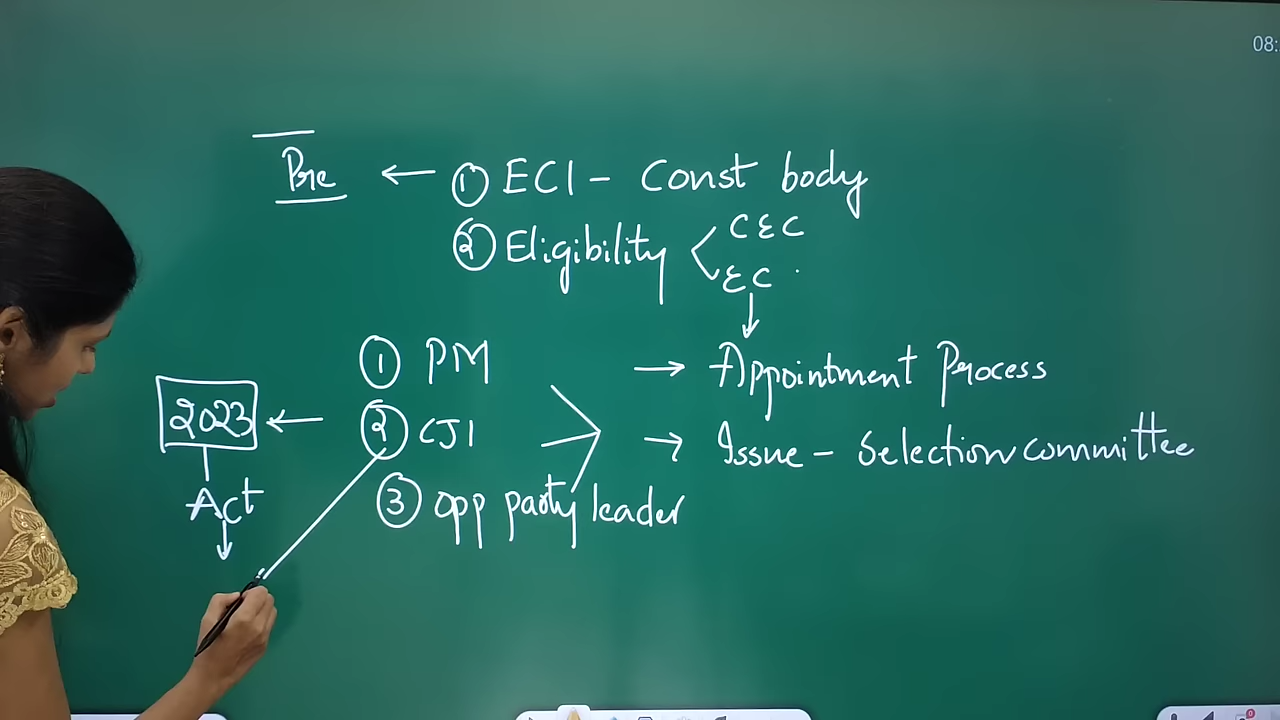 08:
Pre ← ① ECI - Const body
② Eligibility < CEC
EC
① PM → Appointment Process
2023 ← ② CJI → Issue - Selection committee
Act ③ opp party leader